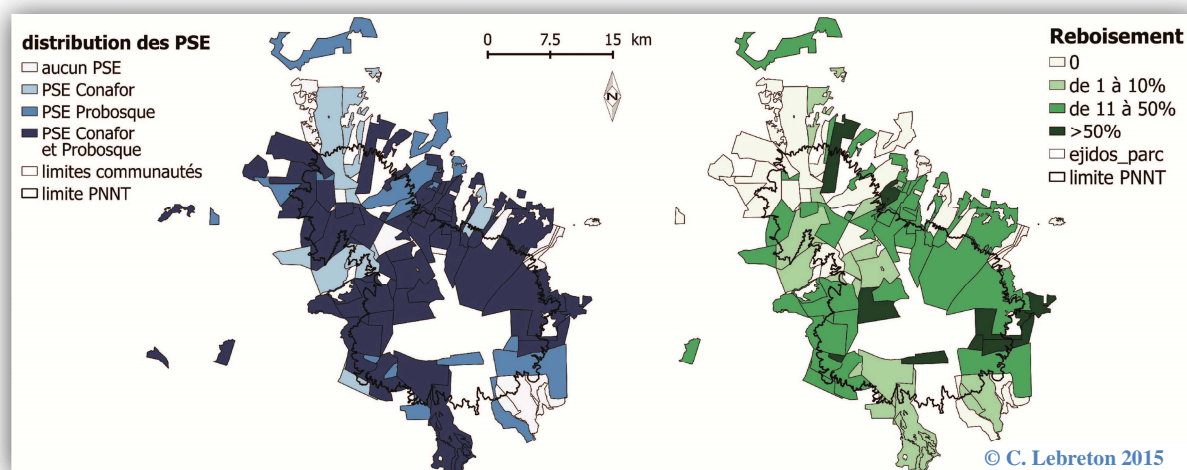 distribution des PSE
aucun PSE
PSE Conafor
PSE Probosque
PSE Conafor
et Probosque
limites communautés
limite PNNT
0 7.5 15 km
N
Reboisement
0
de 1 à 10%
de 11 à 50%
>50%
ejidos_parc
limite PNNT
© C. Lebreton 2015